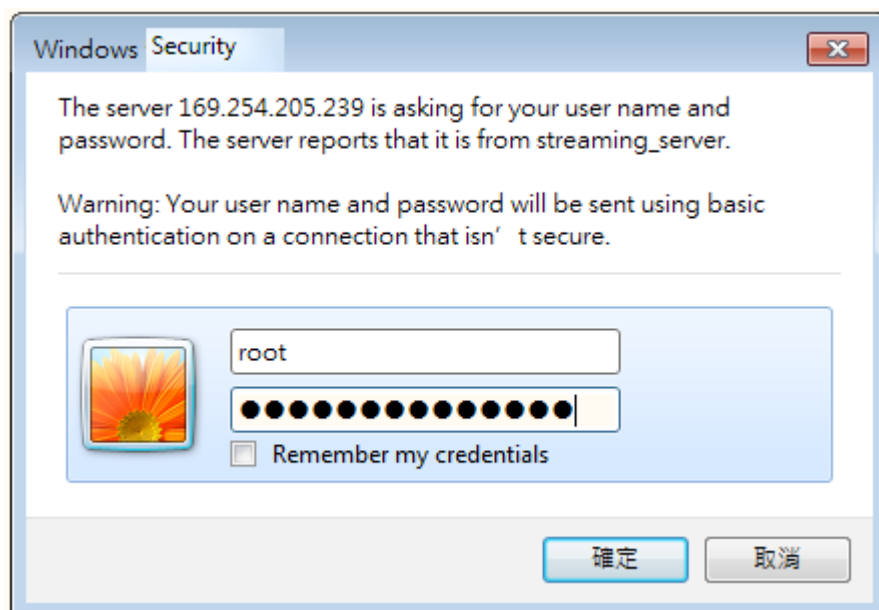 Windows Security
The server 169.254.205.239 is asking for your user name and
password. The server reports that it is from streaming_server.
Warning: Your user name and password will be sent using basic
authentication on a connection that isn’ t secure.
root
●●●●●●●●●●●●●●
Remember my credentials
確定 取消